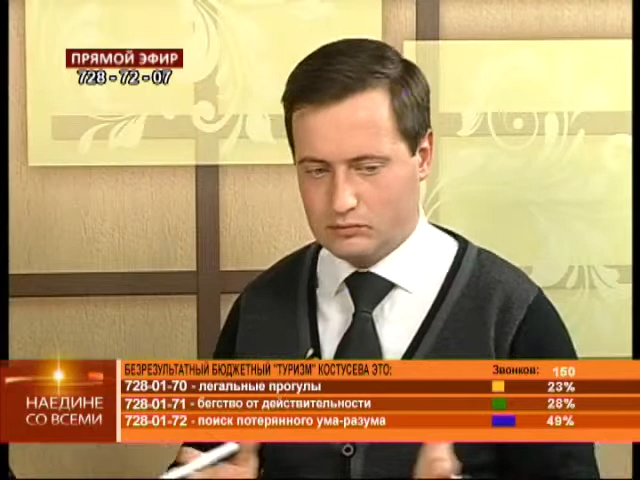 ПРЯМОЙ ЭФИР
728 - 72 - 07
БЕЗРЕЗУЛЬТАТНЫЙ БЮДЖЕТНЫЙ "ТУРИЗМ" КОСТУСЕВА ЭТО: Звонков: 150
728-01-70 - легальные прогулы 23%
728-01-71 - бегство от действительности 28%
728-01-72 - поиск потерянного ума-разума 49%
НАЕДИНЕ
СО ВСЕМИ